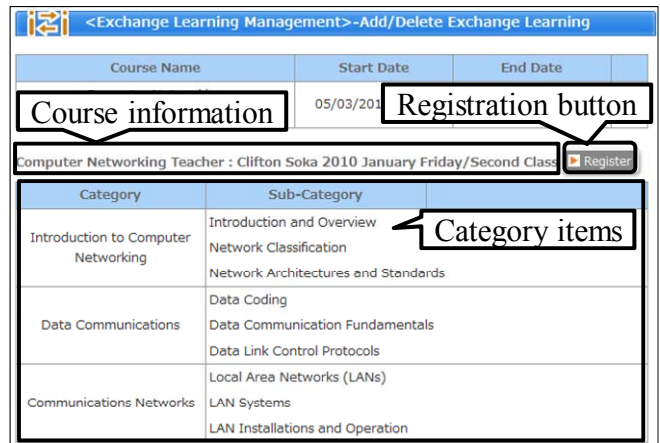 <Exchange Learning Management>-Add/Delete Exchange Learning
Course Name Start Date End Date
05/03/201
Course information
Registration button
Computer Networking Teacher : Clifton Soka 2010 January Friday/Second Class Register
Category Sub-Category
Introduction to Computer Networking
Introduction and Overview
Network Classification
Network Architectures and Standards
Category items
Data Communications
Data Coding
Data Communication Fundamentals
Data Link Control Protocols
Communications Networks
Local Area Networks (LANs)
LAN Systems
LAN Installations and Operation